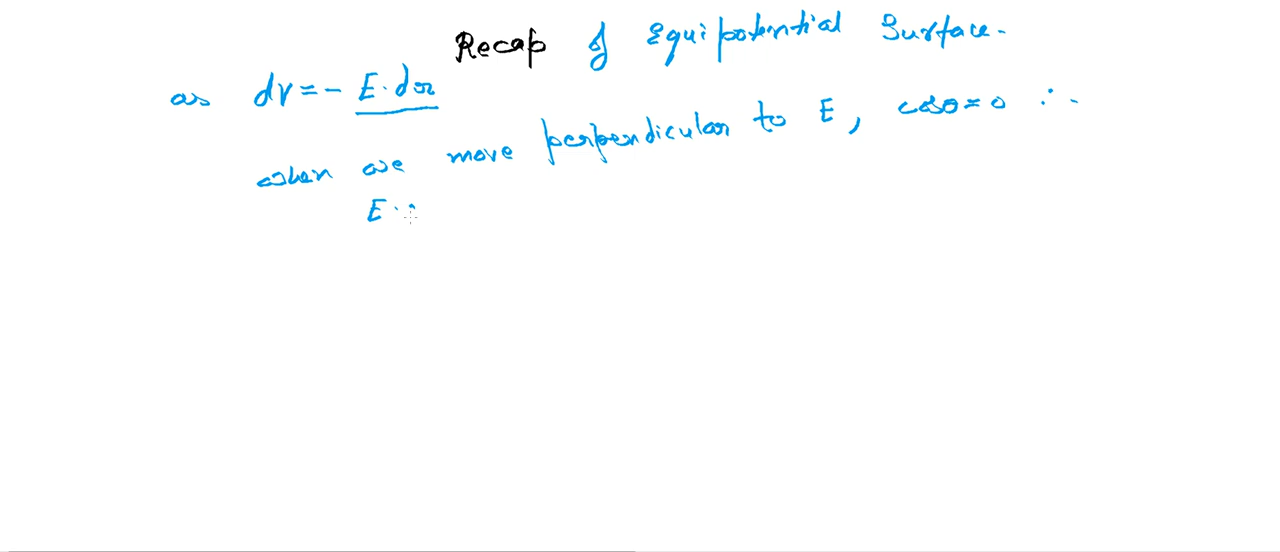 Recap of Equipotential Surface.
as dv = - E.dr
when we move perpendicular to E, cosθ = 0 ∴
E.